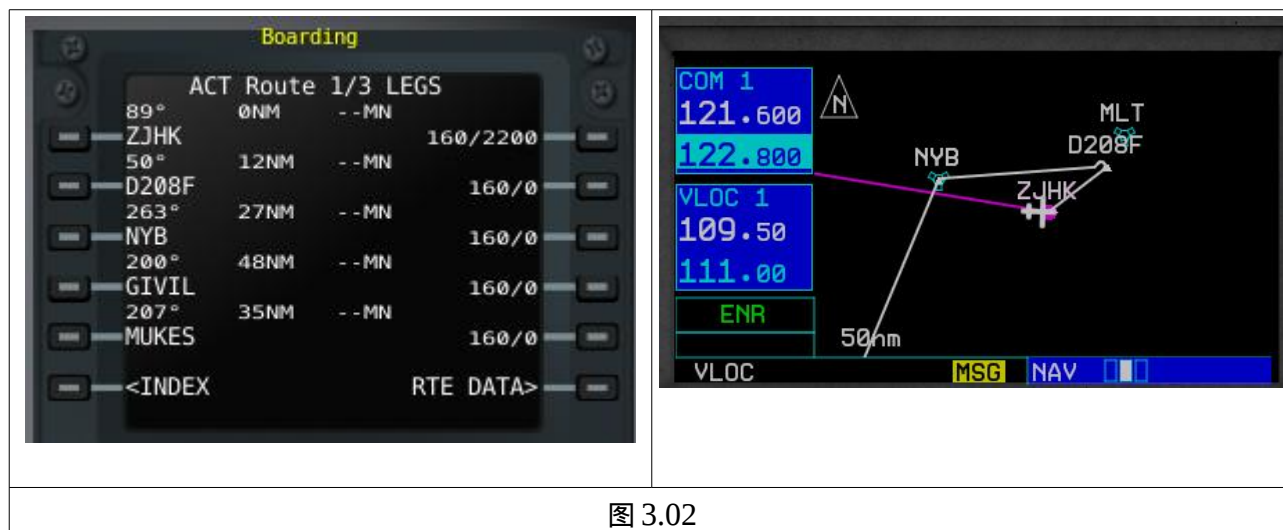 Boarding
ACT Route 1/3 LEGS
89° 0NM --MN
ZJHK 160/2200
50° 12NM --MN
D208F 160/0
263° 27NM --MN
NYB 160/0
200° 48NM --MN
GIVIL 160/0
207° 35NM --MN
MUKES 160/0
<INDEX RTE DATA>
COM 1
121.600
122.800
VLOC 1
109.50
111.00
ENR
N
MLT
D208F
NYB
ZJHK
50nm
VLOC MSG NAV
图 3.02